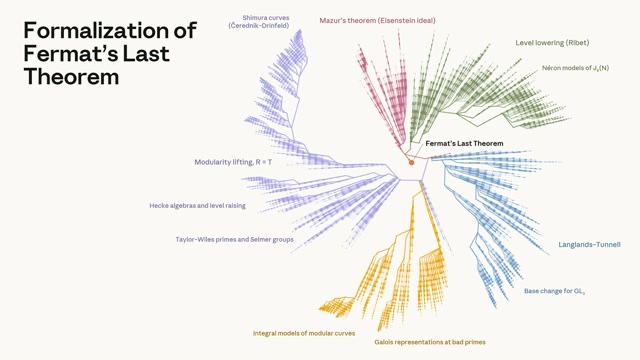 Formalization of
Fermat's Last
Theorem
Shimura curves
(Čerednik–Drinfeld)
Mazur's theorem (Eisenstein ideal)
Level lowering (Ribet)
Néron models of J₀(N)
Fermat's Last Theorem
Modularity lifting, R = T
Hecke algebras and level raising
Taylor–Wiles primes and Selmer groups
Langlands–Tunnell
Base change for GL₂
Integral models of modular curves
Galois representations at bad primes